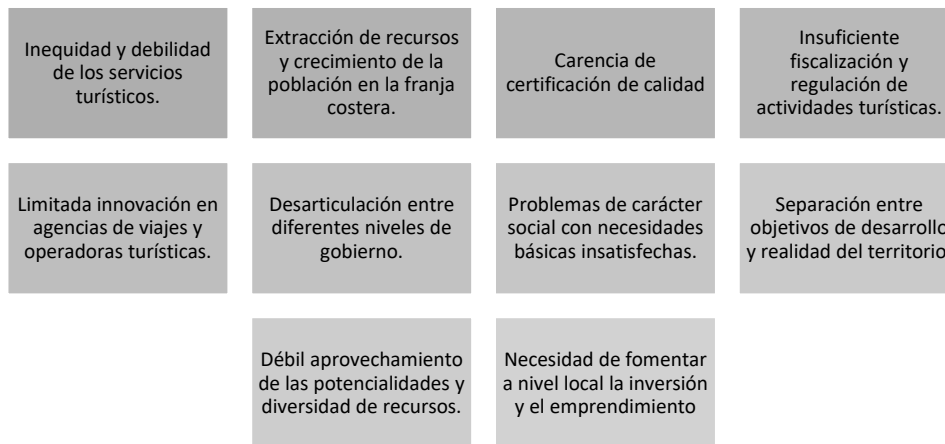 Inequidad y debilidad
de los servicios
turísticos.
Extracción de recursos
y crecimiento de la
población en la franja
costera.
Carencia de
certificación de calidad
Insuficiente
fiscalización y
regulación de
actividades turísticas.
Limitada innovación en
agencias de viajes y
operadoras turísticas.
Desarticulación entre
diferentes niveles de
gobierno.
Problemas de carácter
social con necesidades
básicas insatisfechas.
Separación entre
objetivos de desarrollo
y realidad del territorio
Débil aprovechamiento
de las potencialidades y
diversidad de recursos.
Necesidad de fomentar
a nivel local la inversión
y el emprendimiento